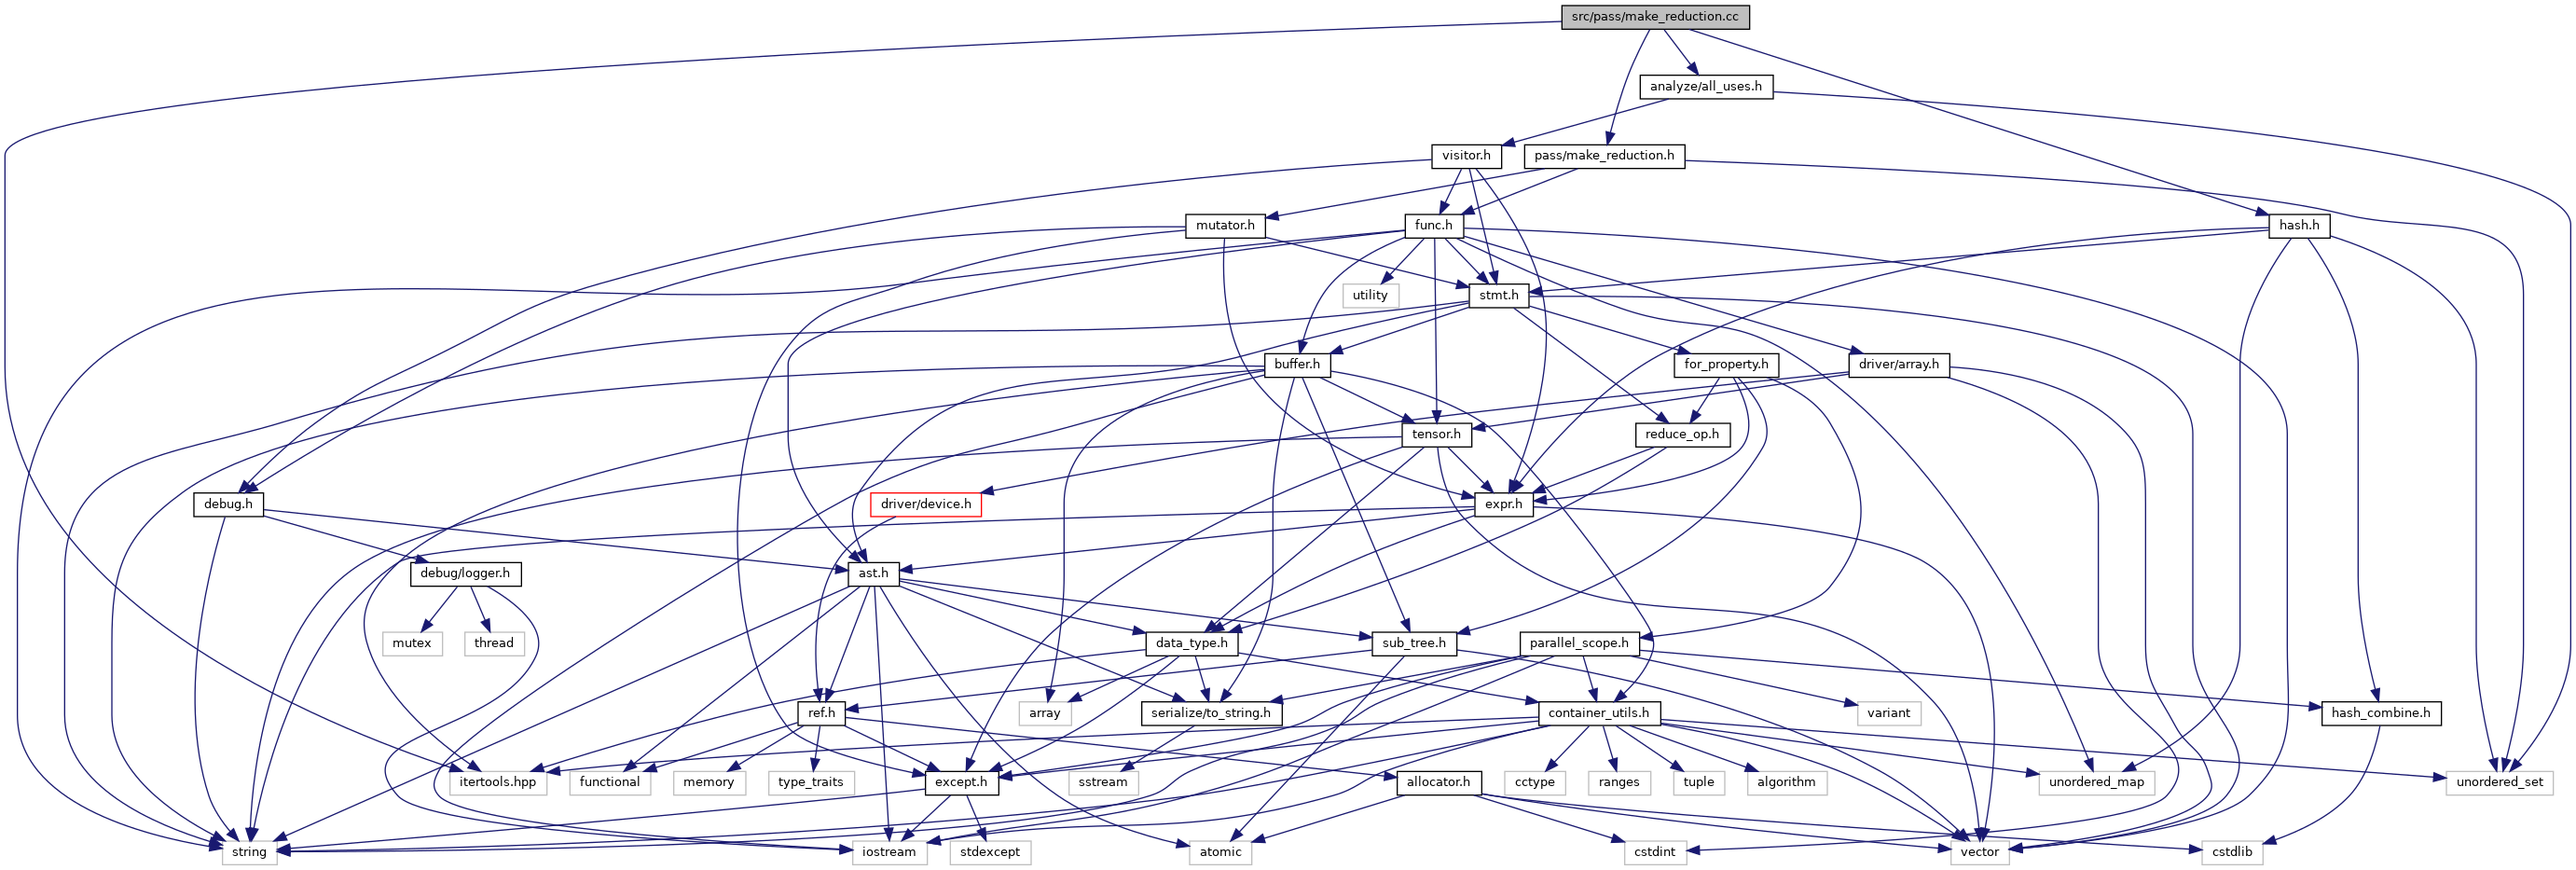 src/pass/make_reduction.cc
analyze/all_uses.h
visitor.h
pass/make_reduction.h
mutator.h
func.h
hash.h
utility
stmt.h
buffer.h
for_property.h
driver/array.h
tensor.h
reduce_op.h
debug.h
driver/device.h
expr.h
debug/logger.h
ast.h
mutex
thread
data_type.h
sub_tree.h
parallel_scope.h
ref.h
array
serialize/to_string.h
container_utils.h
variant
hash_combine.h
itertools.hpp
functional
memory
type_traits
except.h
sstream
allocator.h
cctype
ranges
tuple
algorithm
unordered_map
unordered_set
string
iostream
stdexcept
atomic
cstdint
vector
cstdlib